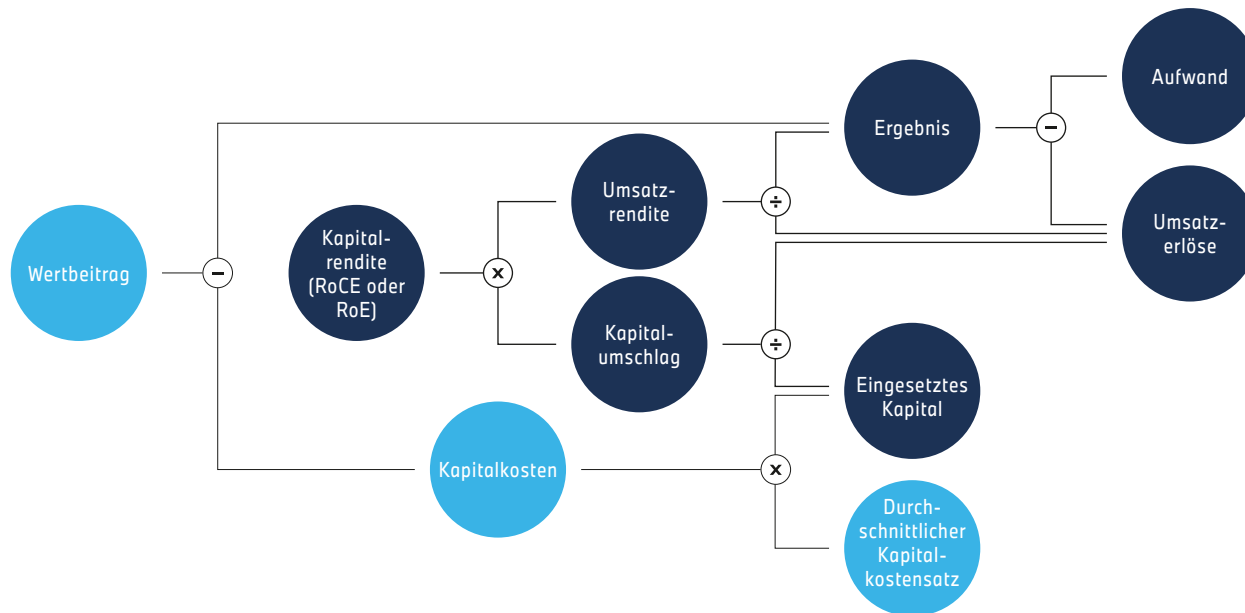 Aufwand
Ergebnis
Umsatz-
rendite
Umsatz-
erlöse
Kapital-
rendite
(RoCE oder
RoE)
Wertbeitrag
Kapital-
umschlag
Eingesetztes
Kapital
Kapitalkosten
Durch-
schnittlicher
Kapital-
kostensatz
−
−
÷
x
÷
x